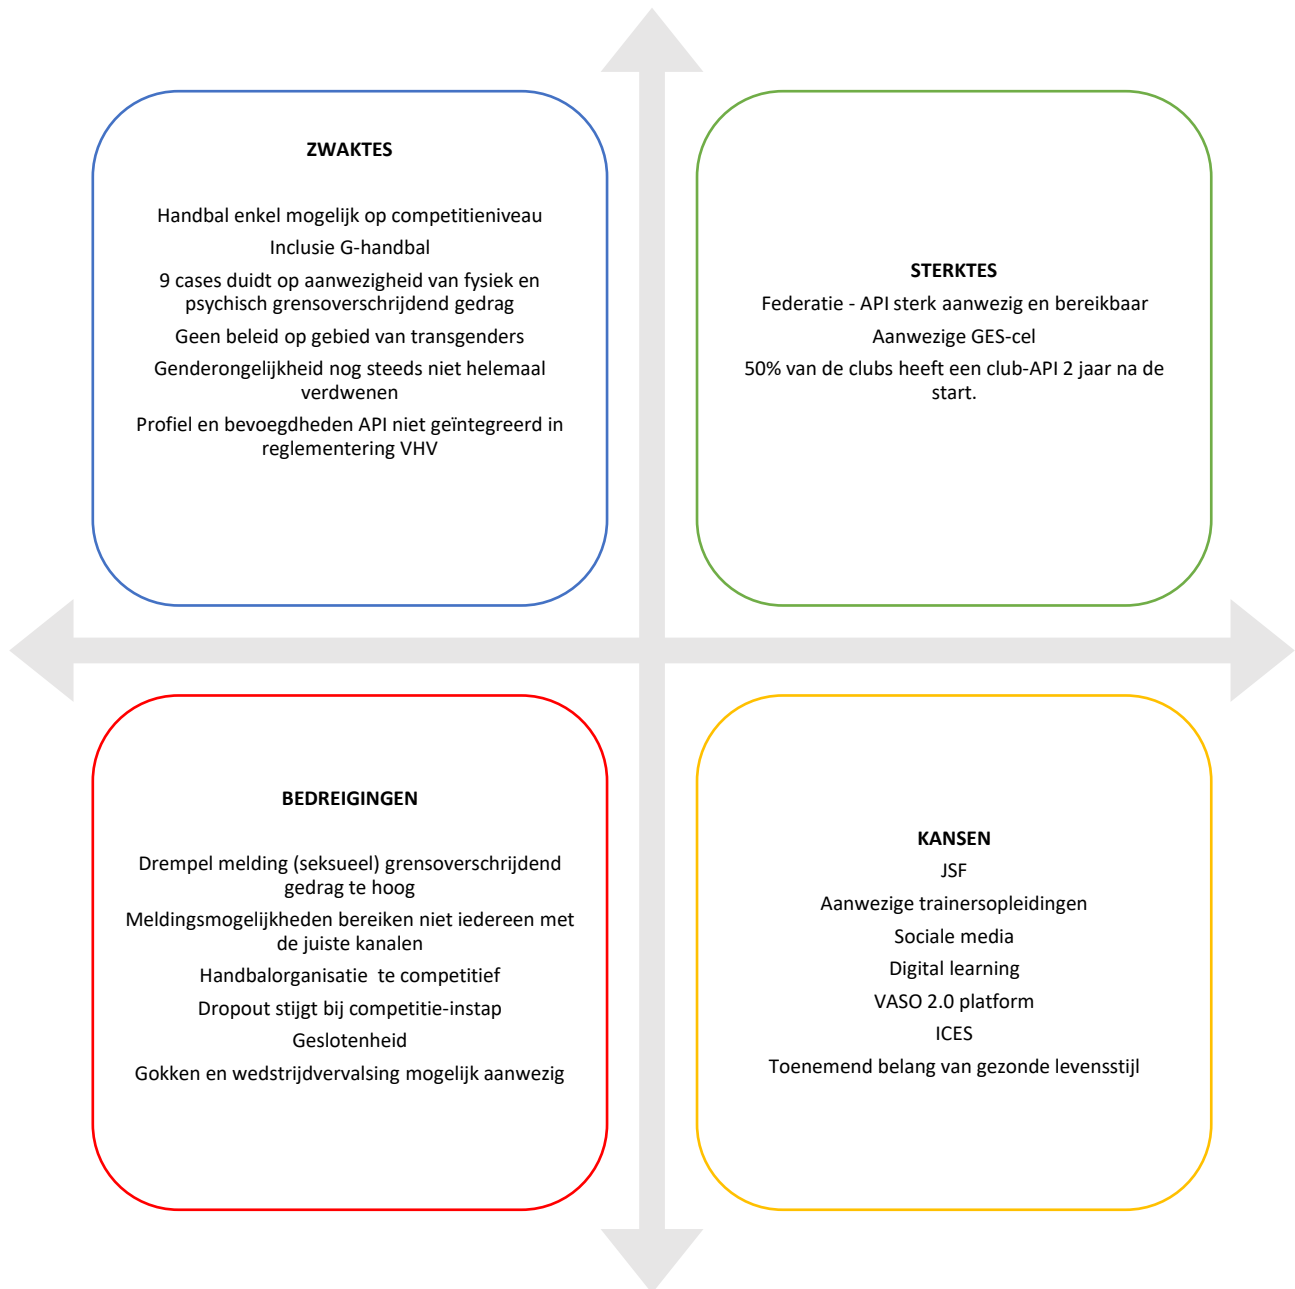 ZWAKTES
Handbal enkel mogelijk op competitieniveau
Inclusie G-handbal
9 cases duidt op aanwezigheid van fysiek en
psychisch grensoverschrijdend gedrag
Geen beleid op gebied van transgenders
Genderongelijkheid nog steeds niet helemaal
verdwenen
Profiel en bevoegdheden API niet geïntegreerd in
reglementering VHV
STERKTES
Federatie - API sterk aanwezig en bereikbaar
Aanwezige GES-cel
50% van de clubs heeft een club-API 2 jaar na de
start.
BEDREIGINGEN
Drempel melding (seksueel) grensoverschrijdend
gedrag te hoog
Meldingsmogelijkheden bereiken niet iedereen met
de juiste kanalen
Handbalorganisatie  te competitief
Dropout stijgt bij competitie-instap
Geslotenheid
Gokken en wedstrijdvervalsing mogelijk aanwezig
KANSEN
JSF
Aanwezige trainersopleidingen
Sociale media
Digital learning
VASO 2.0 platform
ICES
Toenemend belang van gezonde levensstijl